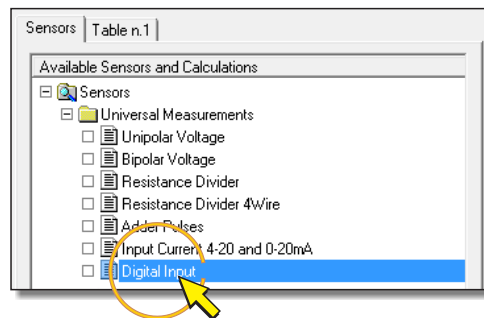 Sensors Table n.1
Available Sensors and Calculations
Sensors
Universal Measurements
Unipolar Voltage
Bipolar Voltage
Resistance Divider
Resistance Divider 4Wire
Adder Pulses
Input Current 4-20 and 0-20mA
Digital Input